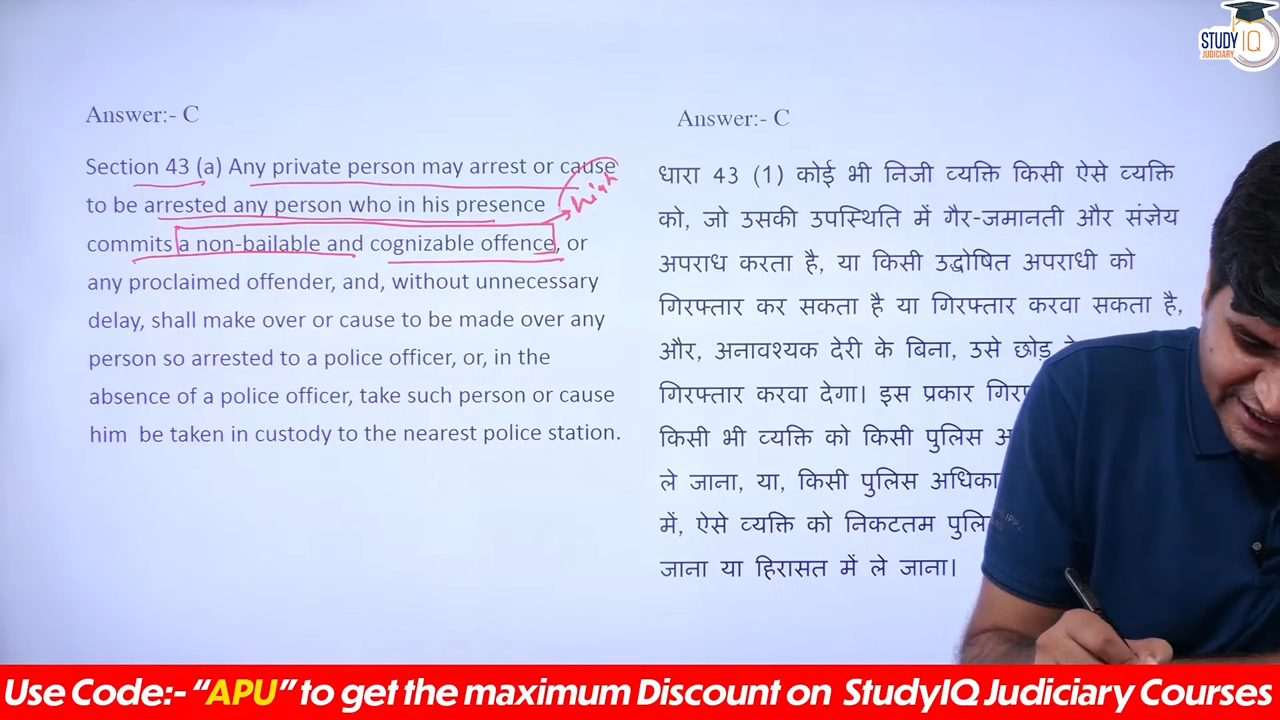 STUDY IQ
JUDICIARY
Answer:- C
Section 43 (a) Any private person may arrest or cause
to be arrested any person who in his presence
commits a non-bailable and cognizable offence, or
any proclaimed offender, and, without unnecessary
delay, shall make over or cause to be made over any
person so arrested to a police officer, or, in the
absence of a police officer, take such person or cause
him be taken in custody to the nearest police station.
high
Answer:- C
धारा 43 (1) कोई भी निजी व्यक्ति किसी ऐसे व्यक्ति
को, जो उसकी उपस्थिति में गैर-जमानती और संज्ञेय
अपराध करता है, या किसी उद्घोषित अपराधी को
गिरफ्तार कर सकता है या गिरफ्तार करवा सकता है,
और, अनावश्यक देरी के बिना, उसे छोड़
गिरफ्तार करवा देगा। इस प्रकार
किसी भी व्यक्ति को किसी पुलिस
ले जाना, या, किसी पुलिस
में, ऐसे व्यक्ति को निकटतम
जाना या हिरासत में ले जाना।
Use Code:- “APU” to get the maximum Discount on StudyIQ Judiciary Courses